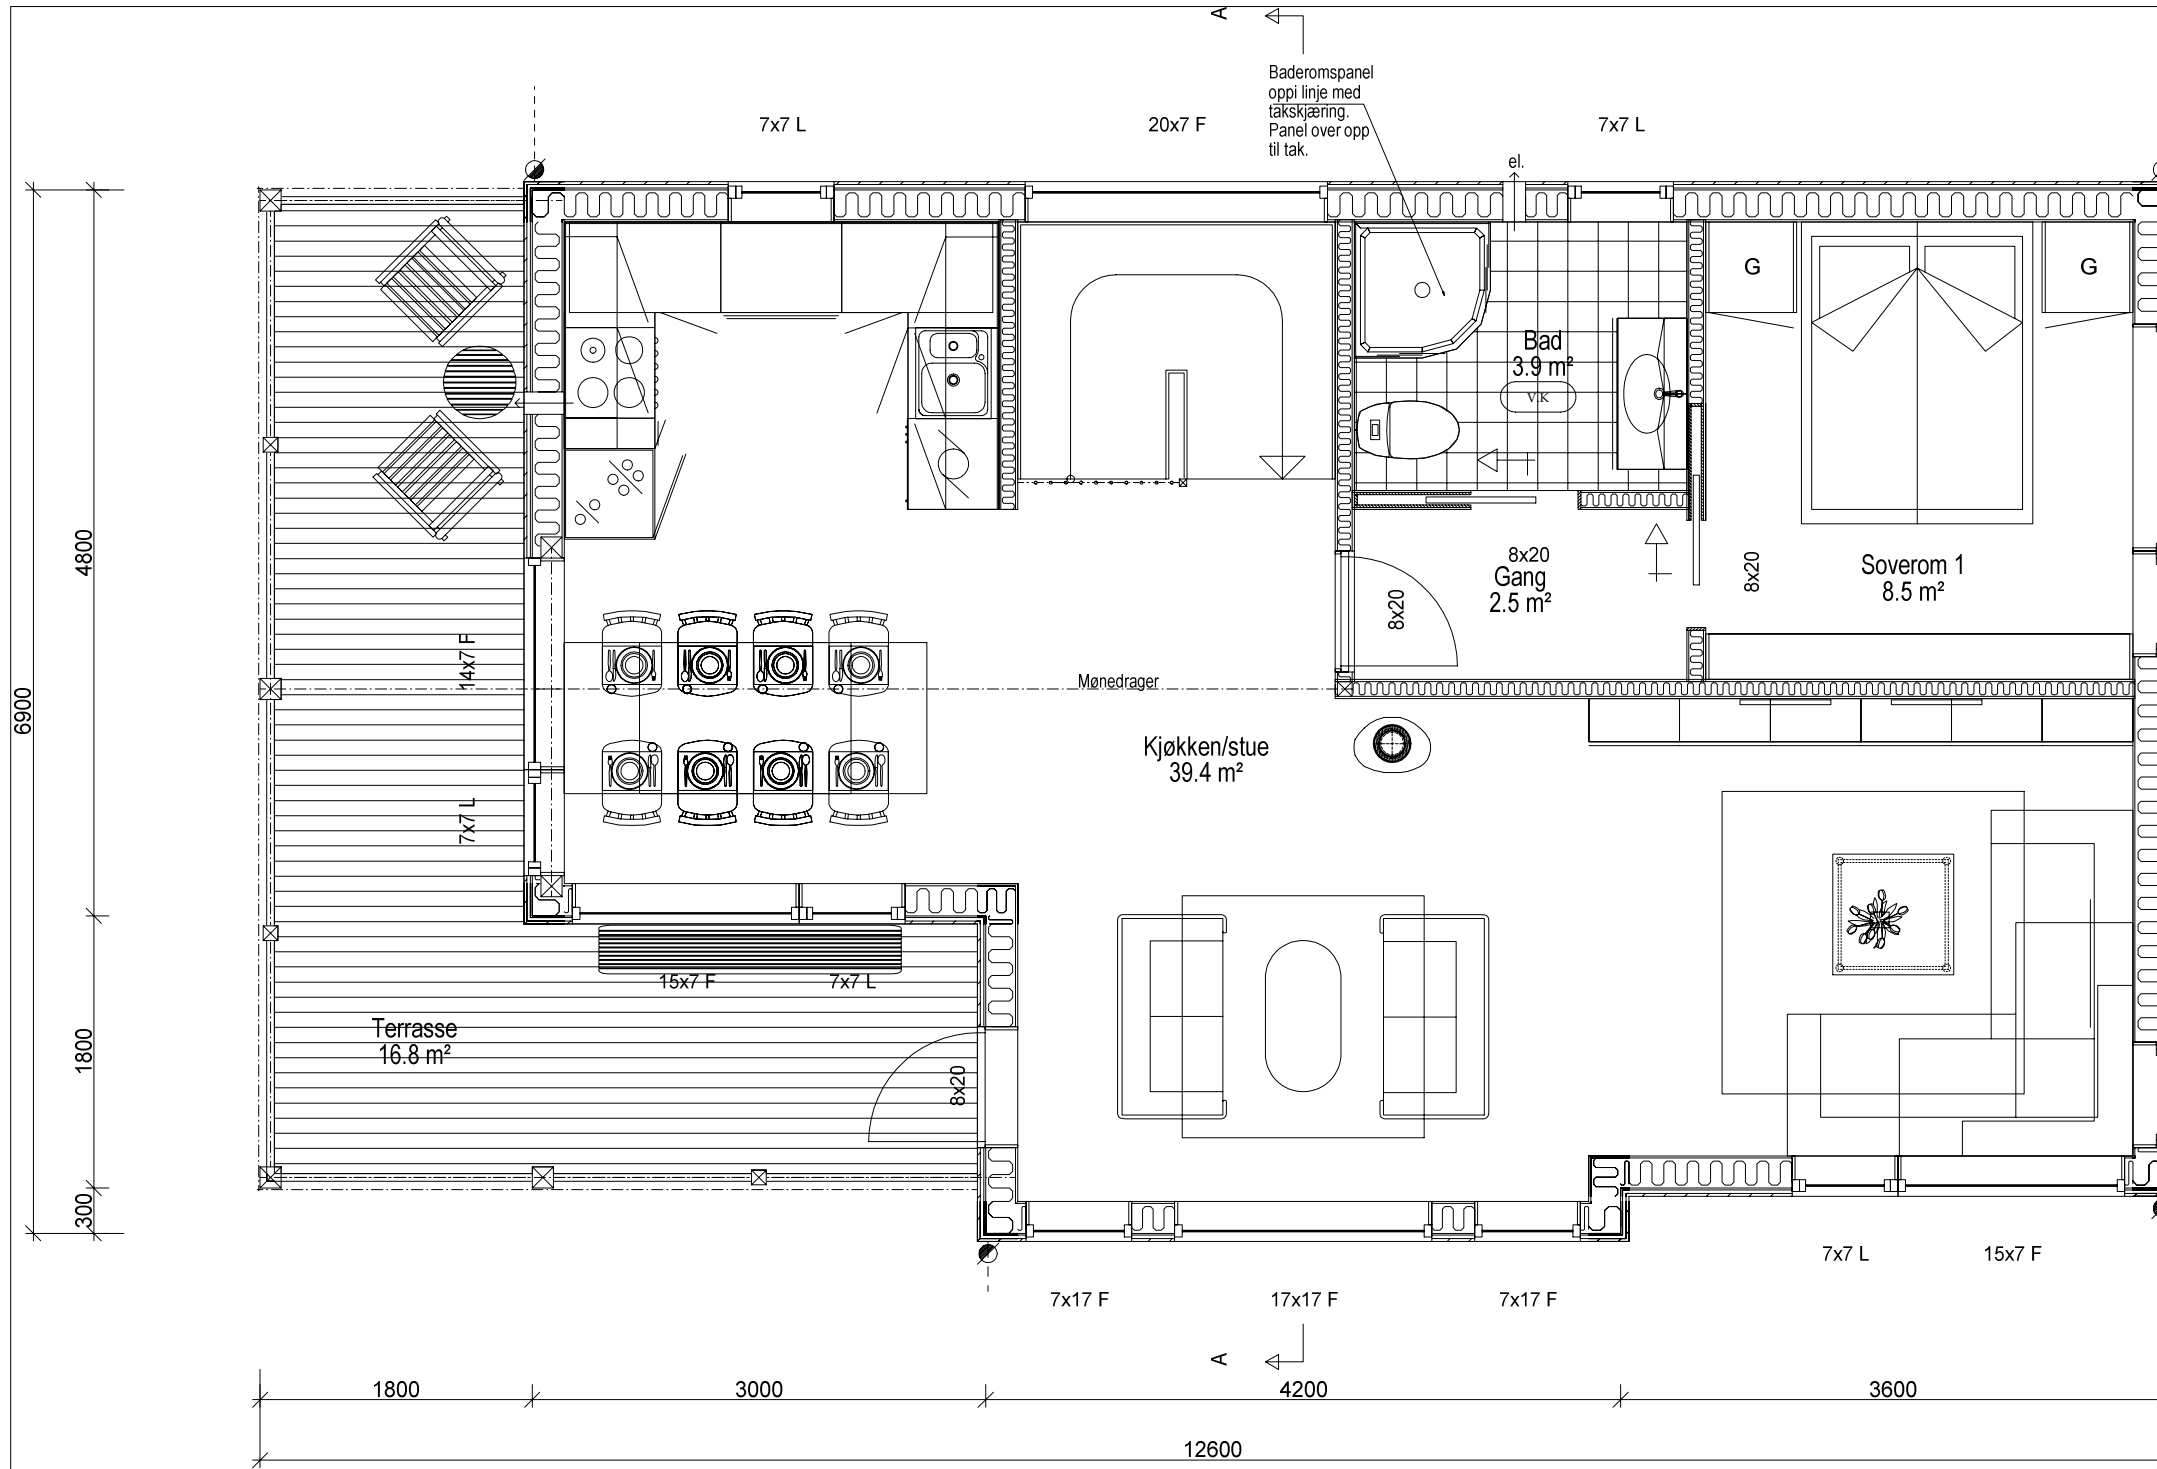 A
Baderomspanel
oppi linje med
takskjæring.
Panel over opp
til tak.
7x7 L
20x7 F
7x7 L
el.
G
G
Bad
3.9 m²
V.K
4800
6900
8x20
Gang
2.5 m²
8x20
8x20
Soverom 1
8.5 m²
14x7 F
Mønedrager
Kjøkken/stue
39.4 m²
7x7 L
15x7 F
7x7 L
Terrasse
16.8 m²
8x20
1800
300
7x7 L
15x7 F
7x17 F
17x17 F
7x17 F
A
1800
3000
4200
3600
12600